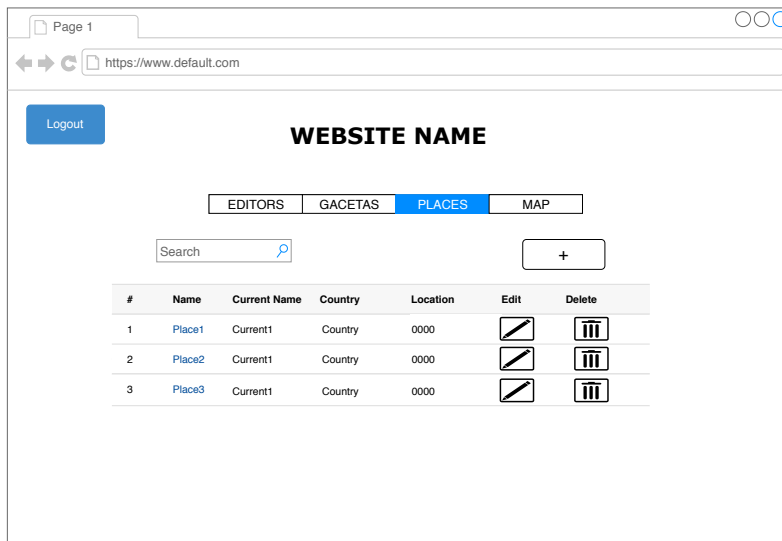 Page 1
https://www.default.com
Logout
WEBSITE NAME
EDITORS GACETAS PLACES MAP
Search +
# Name Current Name Country Location Edit Delete
1 Place1 Current1 Country 0000
2 Place2 Current1 Country 0000
3 Place3 Current1 Country 0000